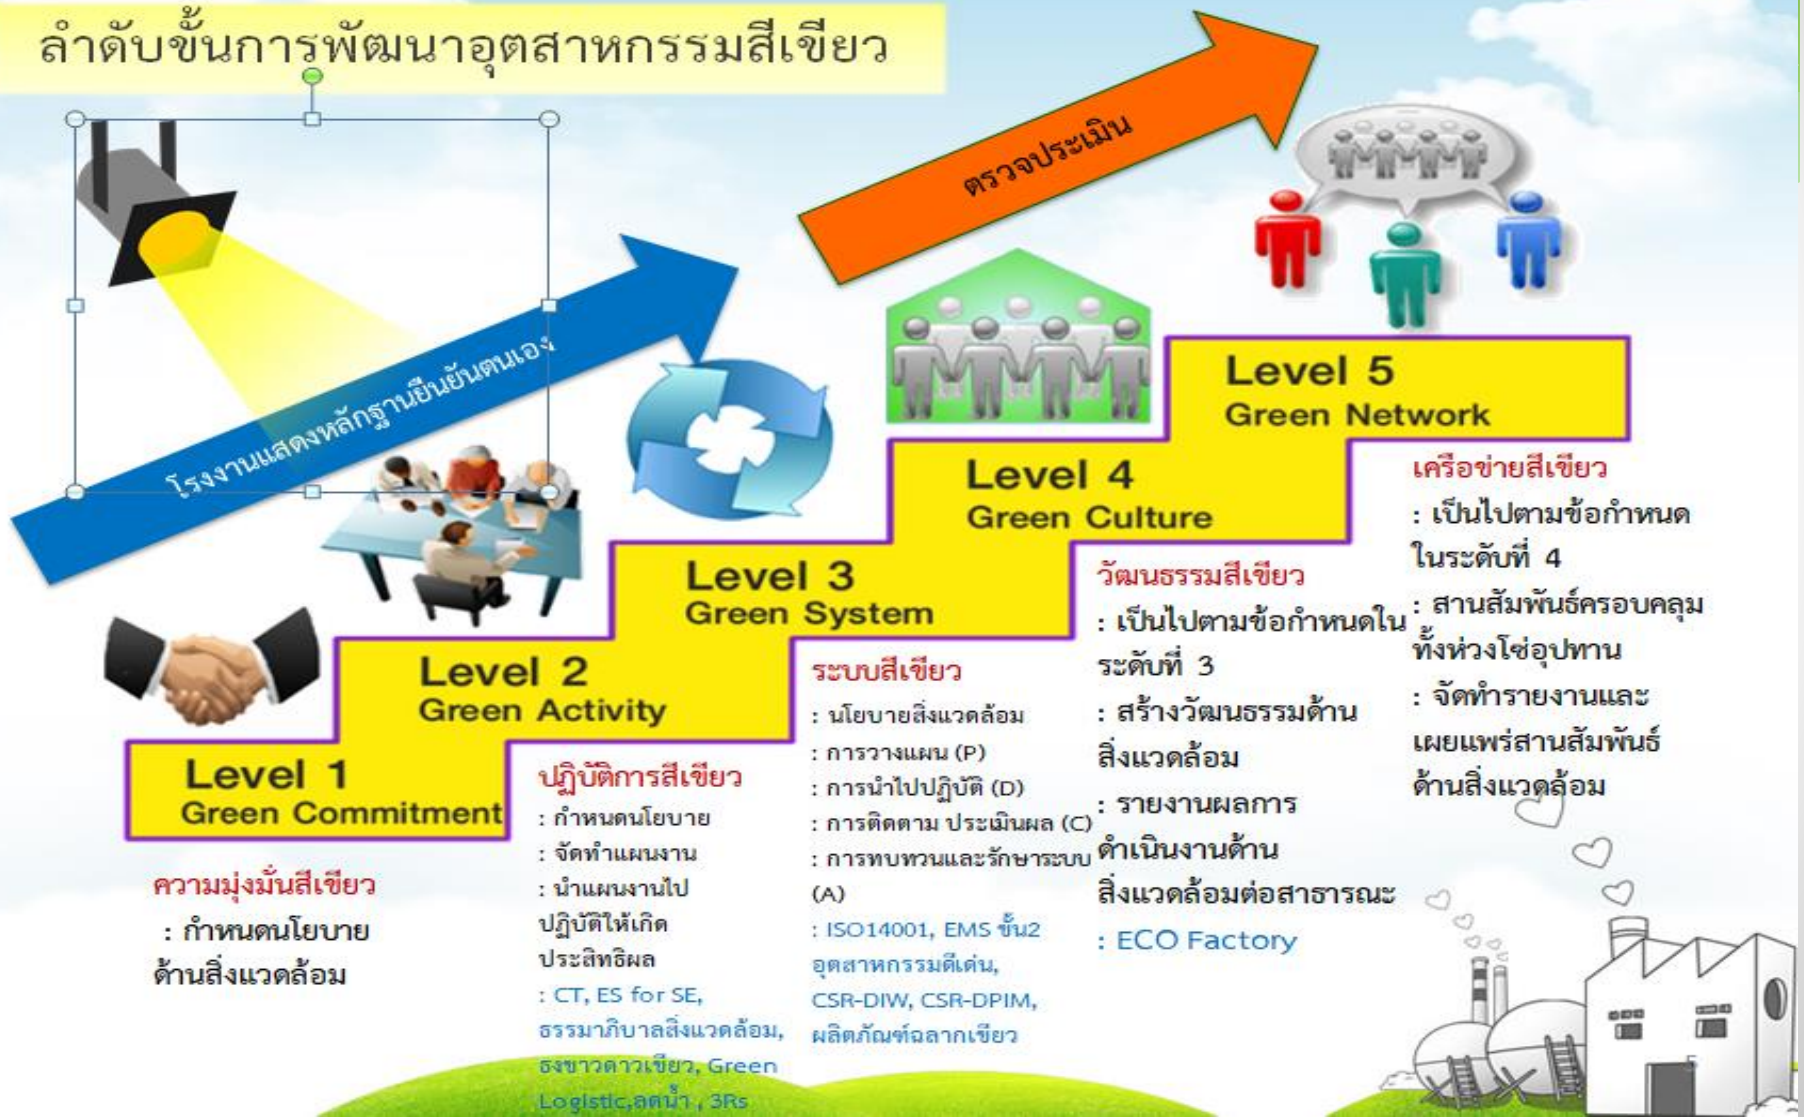 ลำดับขั้นการพัฒนาอุตสาหกรรมสีเขียว
ตรวจประเมิน
โรงงานแสดงหลักฐานยืนยันตนเอง
Level 1
Green Commitment
ความมุ่งมั่นสีเขียว
: กำหนดนโยบาย
ด้านสิ่งแวดล้อม
Level 2
Green Activity
ปฏิบัติการสีเขียว
: กำหนดนโยบาย
: จัดทำแผนงาน
: นำแผนงานไป
ปฏิบัติให้เกิด
ประสิทธิผล
: CT, ES for SE,
ธรรมาภิบาลสิ่งแวดล้อม,
ธงขาวดาวเขียว, Green
Logistic,ลดน้ำ , 3Rs
Level 3
Green System
ระบบสีเขียว
: นโยบายสิ่งแวดล้อม
: การวางแผน (P)
: การนำไปปฏิบัติ (D)
: การติดตาม ประเมินผล (C)
: การทบทวนและรักษาระบบ
(A)
: ISO14001, EMS ขั้น2
อุตสาหกรรมดีเด่น,
CSR-DIW, CSR-DPIM,
ผลิตภัณฑ์ฉลากเขียว
Level 4
Green Culture
วัฒนธรรมสีเขียว
: เป็นไปตามข้อกำหนดใน
ระดับที่ 3
: สร้างวัฒนธรรมด้าน
สิ่งแวดล้อม
: รายงานผลการ
ดำเนินงานด้าน
สิ่งแวดล้อมต่อสาธารณะ
: ECO Factory
Level 5
Green Network
เครือข่ายสีเขียว
: เป็นไปตามข้อกำหนด
ในระดับที่ 4
: สานสัมพันธ์ครอบคลุม
ทั้งห่วงโซ่อุปทาน
: จัดทำรายงานและ
เผยแพร่สานสัมพันธ์
ด้านสิ่งแวดล้อม
5